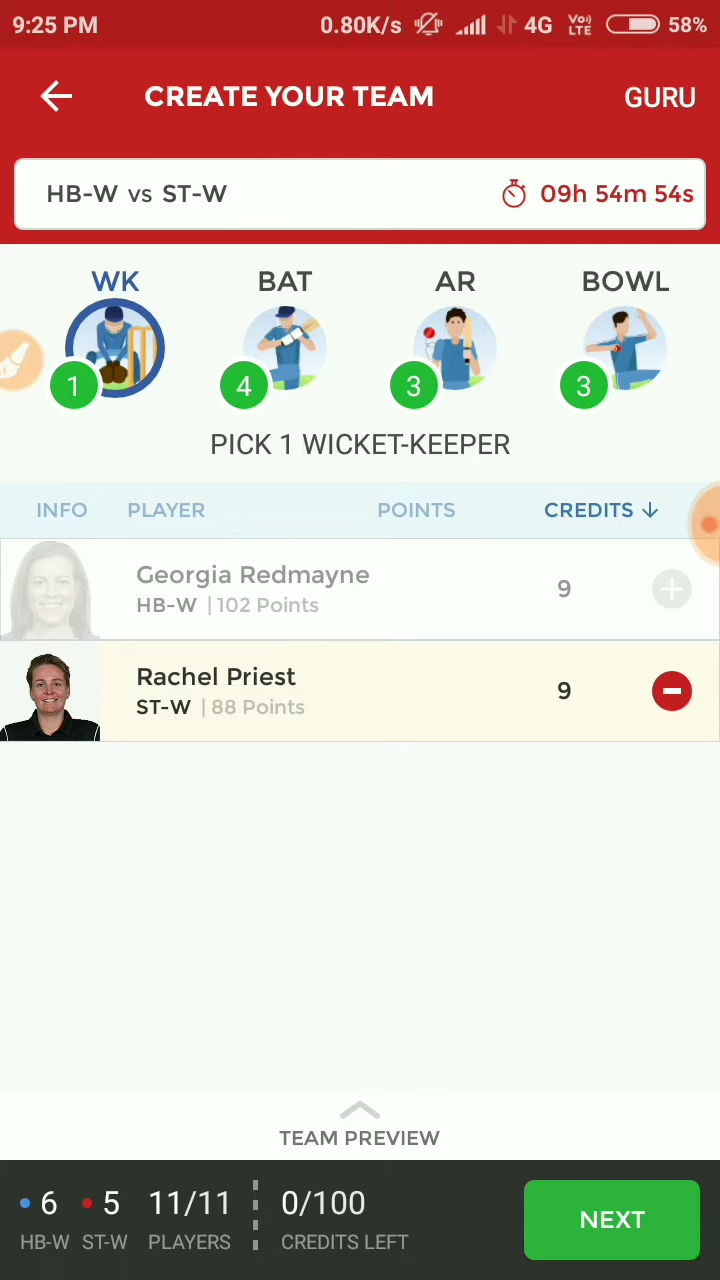 9:25 PM 0.80K/s 4G Vo) LTE 58%
CREATE YOUR TEAM GURU
HB-W vs ST-W 09h 54m 54s
WK BAT AR BOWL
1 4 3 3
PICK 1 WICKET-KEEPER
INFO PLAYER POINTS CREDITS
Georgia Redmayne 9
HB-W | 102 Points
Rachel Priest 9
ST-W | 88 Points
TEAM PREVIEW
6 5 11/11 0/100 NEXT
HB-W ST-W PLAYERS CREDITS LEFT